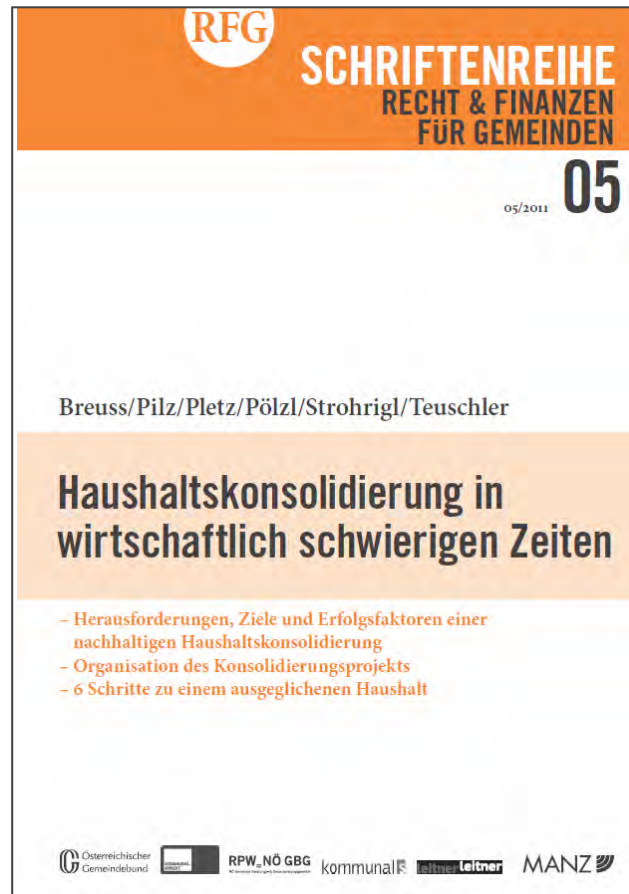 RFG
SCHRIFTENREIHE
RECHT & FINANZEN
FÜR GEMEINDEN
05/2011 05
Breuss/Pilz/Pletz/Pölzl/Strohrigl/Teuschler
Haushaltskonsolidierung in
wirtschaftlich schwierigen Zeiten
– Herausforderungen, Ziele und Erfolgsfaktoren einer
nachhaltigen Haushaltskonsolidierung
– Organisation des Konsolidierungsprojekts
– 6 Schritte zu einem ausgeglichenen Haushalt
Österreichischer
Gemeindebund
RPW_NÖ GBG
kommunal
leitner leitner
MANZ